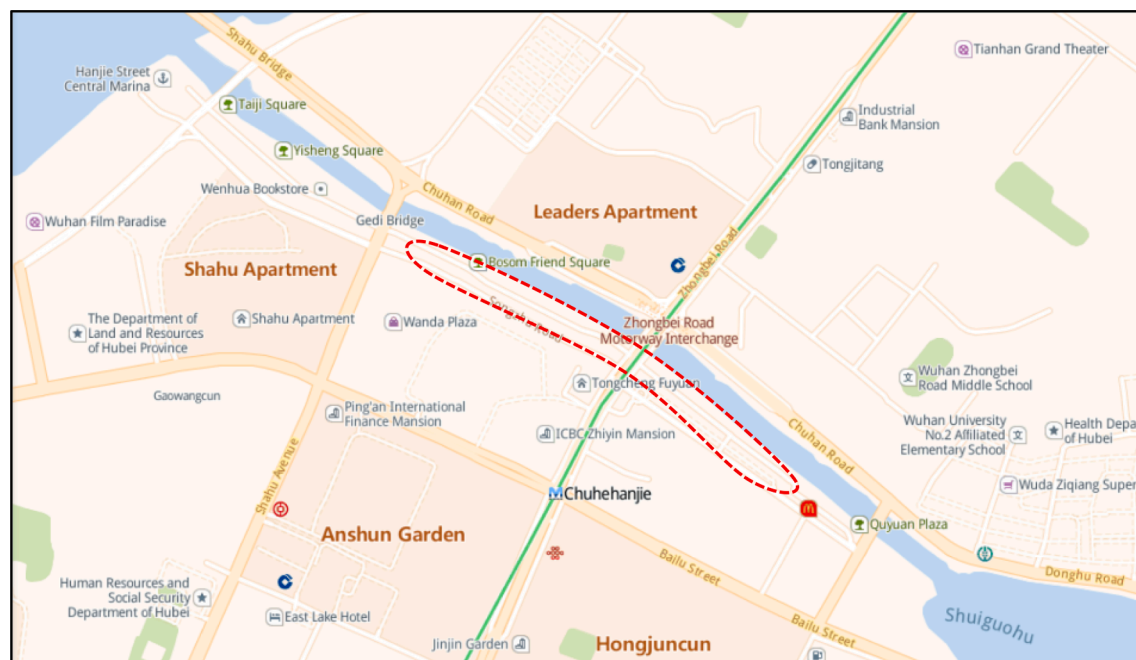 Shahu Bridge
Tianhan Grand Theater
Hanjie Street
Central Marina
Taiji Square
Industrial
Bank Mansion
Yisheng Square
Tongjitang
Wenhua Bookstore
Chuhan Road
Leaders Apartment
Wuhan Film Paradise
Gedi Bridge
Zhongbei Road
Shahu Apartment
Bosom Friend Square
Songzhu Road
The Department of
Land and Resources
of Hubei Province
Shahu Apartment
Wanda Plaza
Zhongbei Road
Motorway Interchange
Wuhan Zhongbei
Road Middle School
Tongcheng Fuyuan
Gaowangcun
Ping'an International
Finance Mansion
ICBC Zhiyin Mansion
Chuhan Road
Wuhan University
No.2 Affiliated
Elementary School
Health Depa
of Hubei
Shahu Avenue
M Chuhehanjie
Wuda Ziqiang Super
Anshun Garden
Quyuan Plaza
Bailu Street
Human Resources and
Social Security
Department of Hubei
Donghu Road
East Lake Hotel
Shuiguohu
Jinjin Garden
Hongjuncun
Bailu Street